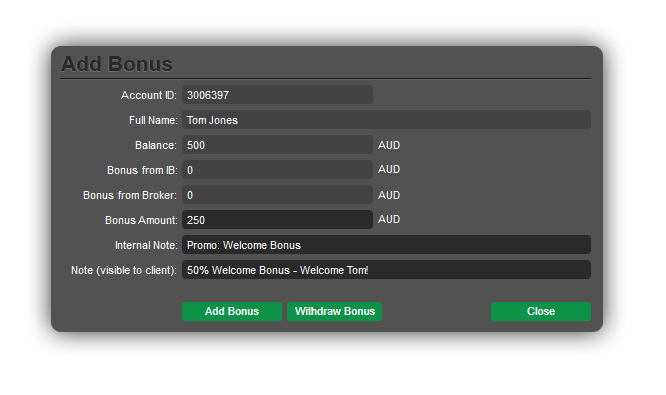 Add Bonus
Account ID: 3006397
Full Name: Tom Jones
Balance: 500 AUD
Bonus from IB: 0 AUD
Bonus from Broker: 0 AUD
Bonus Amount: 250 AUD
Internal Note: Promo: Welcome Bonus
Note (visible to client): 50% Welcome Bonus - Welcome Tom!
Add Bonus Withdraw Bonus Close